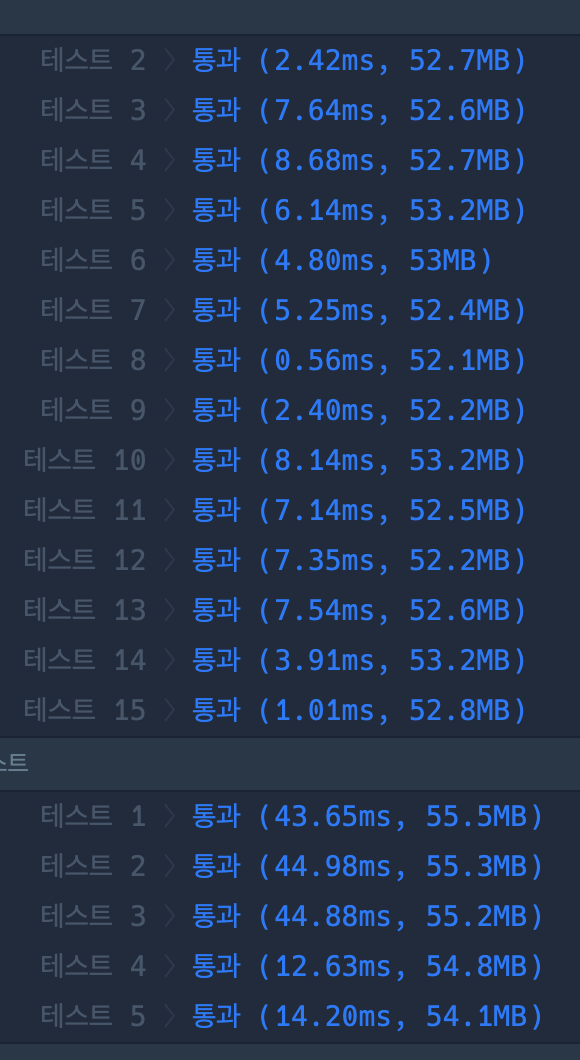 테스트 2 〉 통과 (2.42ms, 52.7MB)
테스트 3 〉 통과 (7.64ms, 52.6MB)
테스트 4 〉 통과 (8.68ms, 52.7MB)
테스트 5 〉 통과 (6.14ms, 53.2MB)
테스트 6 〉 통과 (4.80ms, 53MB)
테스트 7 〉 통과 (5.25ms, 52.4MB)
테스트 8 〉 통과 (0.56ms, 52.1MB)
테스트 9 〉 통과 (2.40ms, 52.2MB)
테스트 10 〉 통과 (8.14ms, 53.2MB)
테스트 11 〉 통과 (7.14ms, 52.5MB)
테스트 12 〉 통과 (7.35ms, 52.2MB)
테스트 13 〉 통과 (7.54ms, 52.6MB)
테스트 14 〉 통과 (3.91ms, 53.2MB)
테스트 15 〉 통과 (1.01ms, 52.8MB)
스트
테스트 1 〉 통과 (43.65ms, 55.5MB)
테스트 2 〉 통과 (44.98ms, 55.3MB)
테스트 3 〉 통과 (44.88ms, 55.2MB)
테스트 4 〉 통과 (12.63ms, 54.8MB)
테스트 5 〉 통과 (14.20ms, 54.1MB)